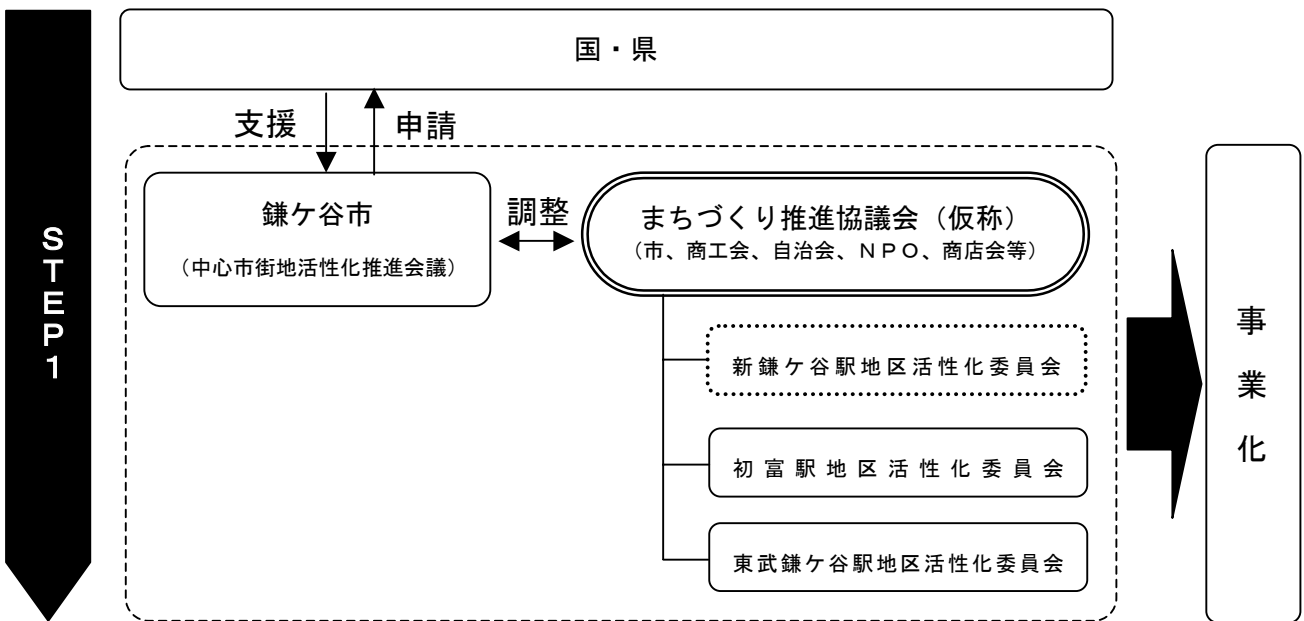 国・県
支援
申請
鎌ケ谷市
(中心市街地活性化推進会議)
調整
まちづくり推進協議会(仮称)
(市、商工会、自治会、NPO、商店会等)
新鎌ケ谷駅地区活性化委員会
初富駅地区活性化委員会
東武鎌ケ谷駅地区活性化委員会
STEP1
事業化